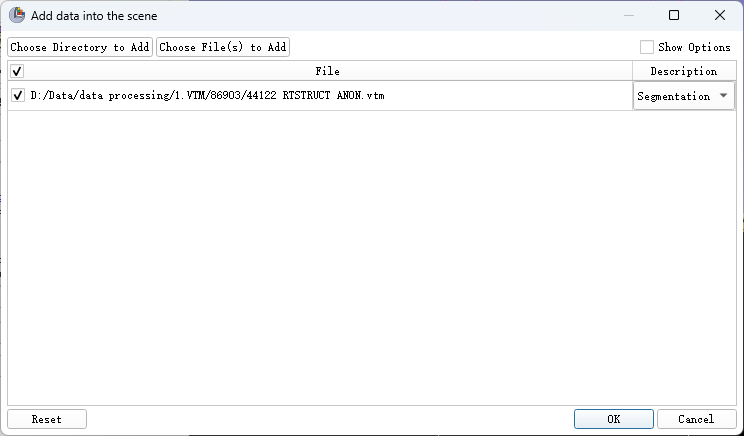 Add data into the scene
Choose Directory to Add Choose File(s) to Add Show Options
File Description
D:/Data/data processing/1.VTM/86903/44122 RTSTRUCT ANON.vtm Segmentation
Reset OK Cancel